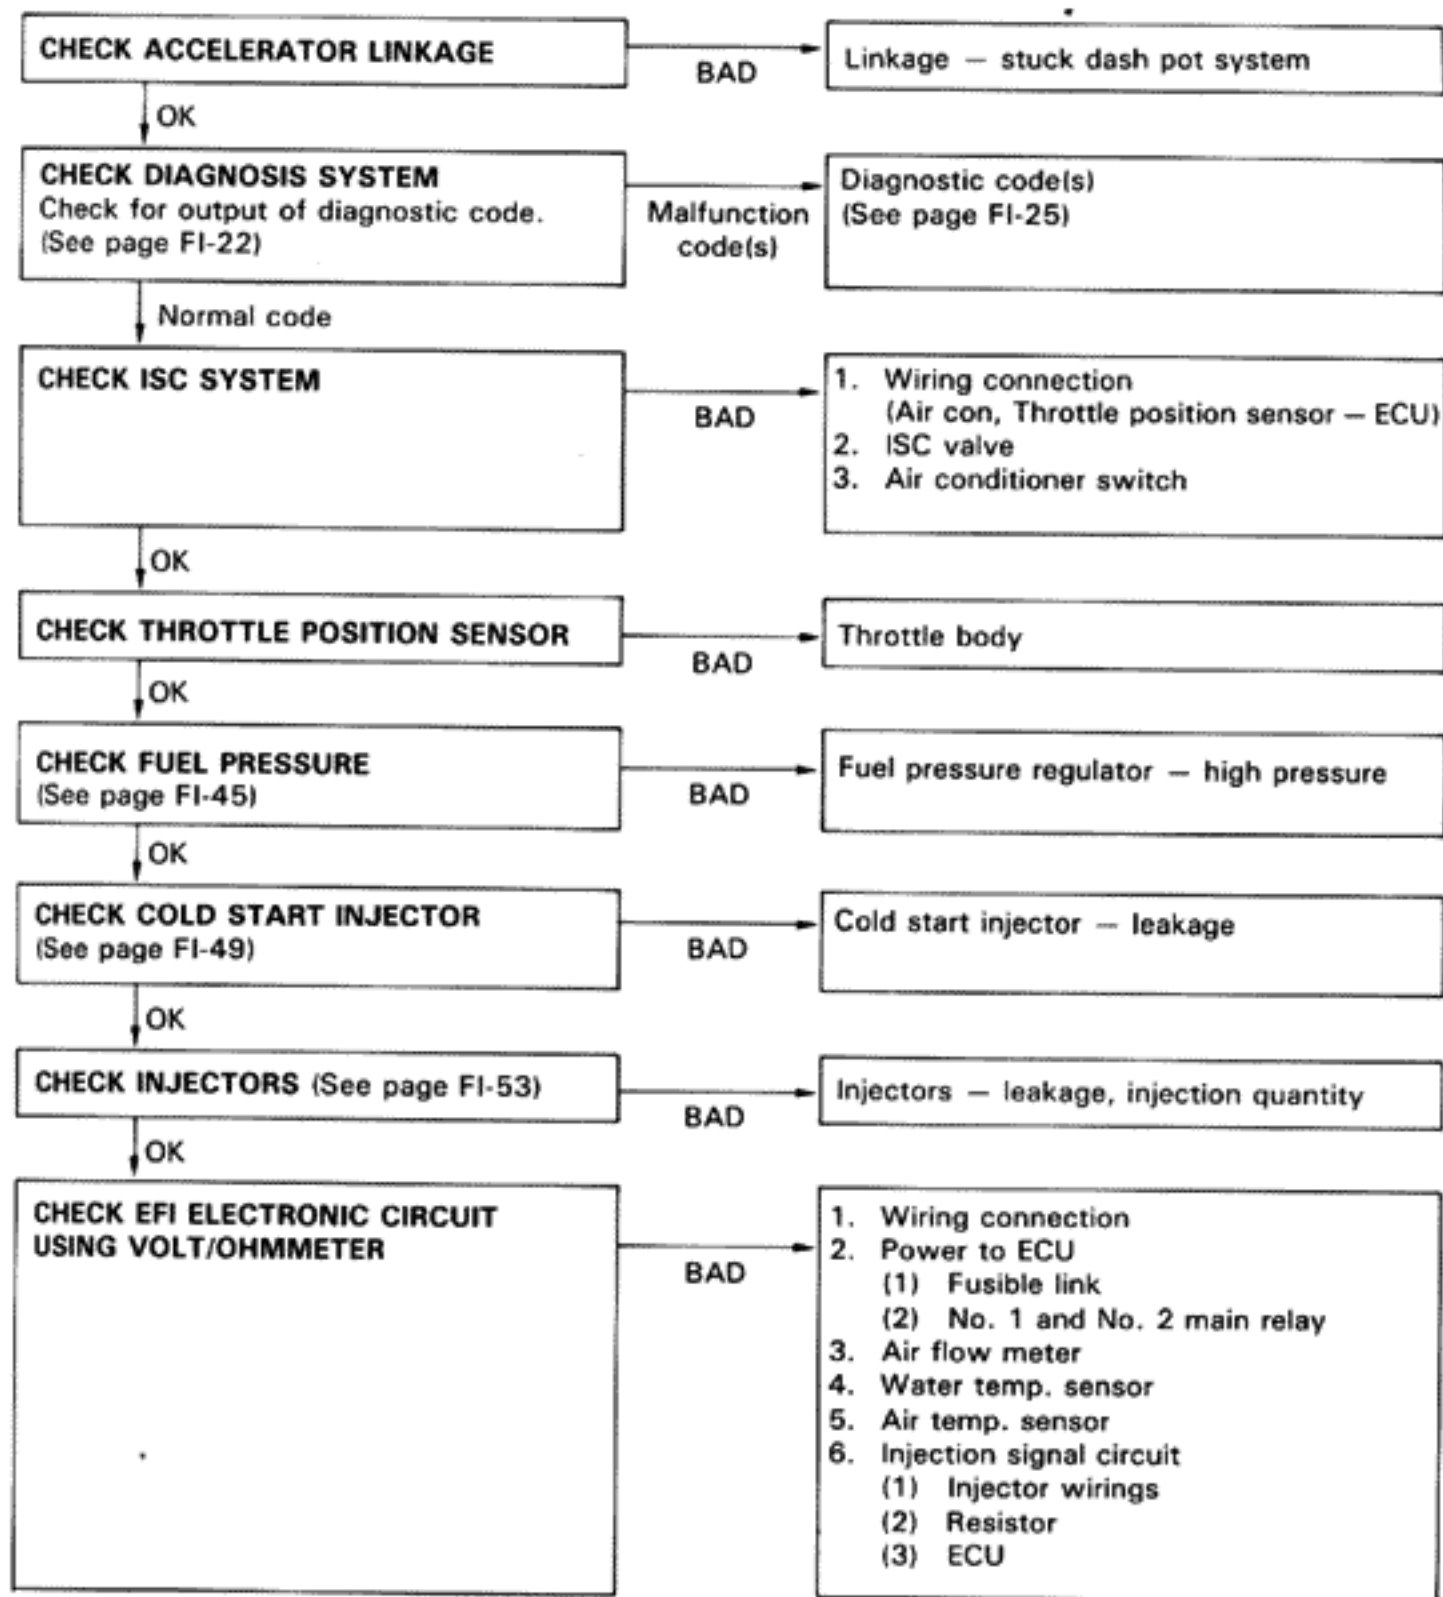 CHECK ACCELERATOR LINKAGE
BAD
Linkage — stuck dash pot system
OK
CHECK DIAGNOSIS SYSTEM
Check for output of diagnostic code.
(See page FI-22)
Malfunction
code(s)
Diagnostic code(s)
(See page FI-25)
Normal code
CHECK ISC SYSTEM
BAD
1. Wiring connection
(Air con, Throttle position sensor — ECU)
2. ISC valve
3. Air conditioner switch
OK
CHECK THROTTLE POSITION SENSOR
BAD
Throttle body
OK
CHECK FUEL PRESSURE
(See page FI-45)
BAD
Fuel pressure regulator — high pressure
OK
CHECK COLD START INJECTOR
(See page FI-49)
BAD
Cold start injector — leakage
OK
CHECK INJECTORS (See page FI-53)
BAD
Injectors — leakage, injection quantity
OK
CHECK EFI ELECTRONIC CIRCUIT
USING VOLT/OHMMETER
BAD
1. Wiring connection
2. Power to ECU
(1) Fusible link
(2) No. 1 and No. 2 main relay
3. Air flow meter
4. Water temp. sensor
5. Air temp. sensor
6. Injection signal circuit
(1) Injector wirings
(2) Resistor
(3) ECU